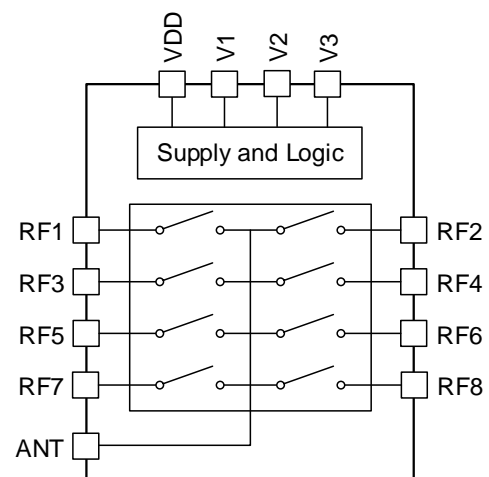 VDD V1 V2 V3
Supply and Logic
RF1 RF2
RF3 RF4
RF5 RF6
RF7 RF8
ANT